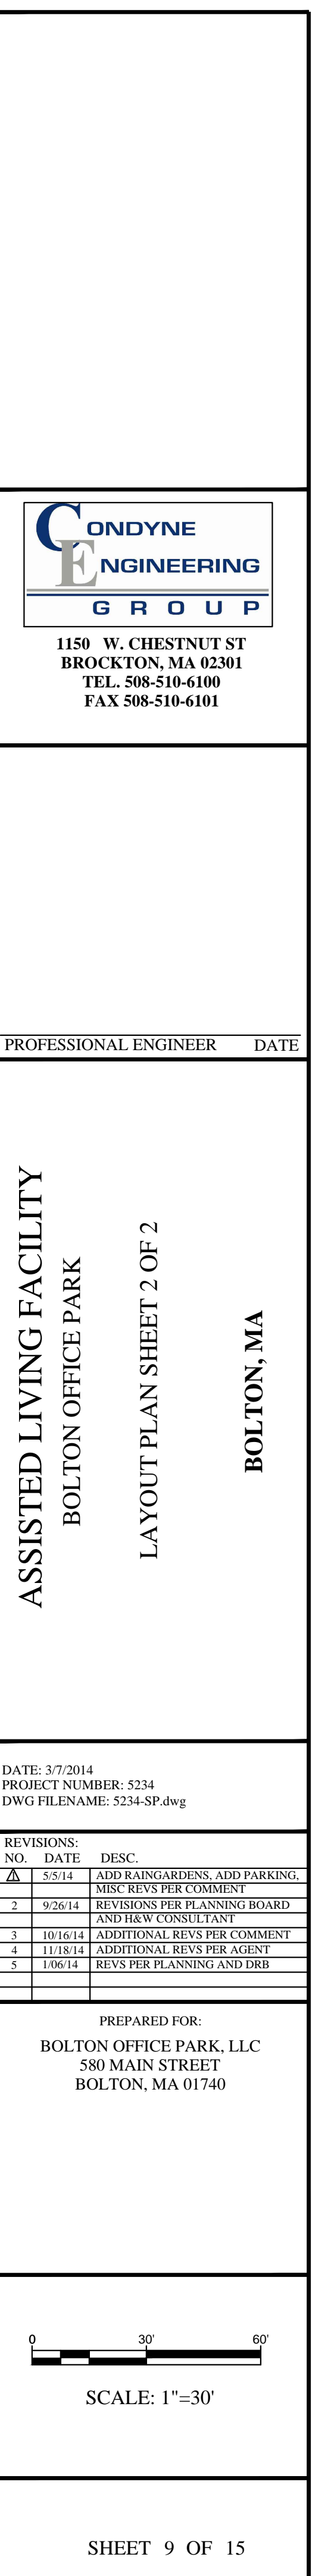 CONDYNE
ENGINEERING
GROUP
1150 W. CHESTNUT ST
BROCKTON, MA 02301
TEL. 508-510-6100
FAX 508-510-6101
PROFESSIONAL ENGINEER DATE
ASSISTED LIVING FACILITY
BOLTON OFFICE PARK
LAYOUT PLAN SHEET 2 OF 2
BOLTON, MA
DATE: 3/7/2014
PROJECT NUMBER: 5234
DWG FILENAME: 5234-SP.dwg
REVISIONS:
NO. DATE DESC.
1 5/5/14 ADD RAINGARDENS, ADD PARKING,
MISC REVS PER COMMENT
2 9/26/14 REVISIONS PER PLANNING BOARD
AND H&W CONSULTANT
3 10/16/14 ADDITIONAL REVS PER COMMENT
4 11/18/14 ADDITIONAL REVS PER AGENT
5 1/06/14 REVS PER PLANNING AND DRB
PREPARED FOR:
BOLTON OFFICE PARK, LLC
580 MAIN STREET
BOLTON, MA 01740
0 30' 60'
SCALE: 1"=30'
SHEET 9 OF 15